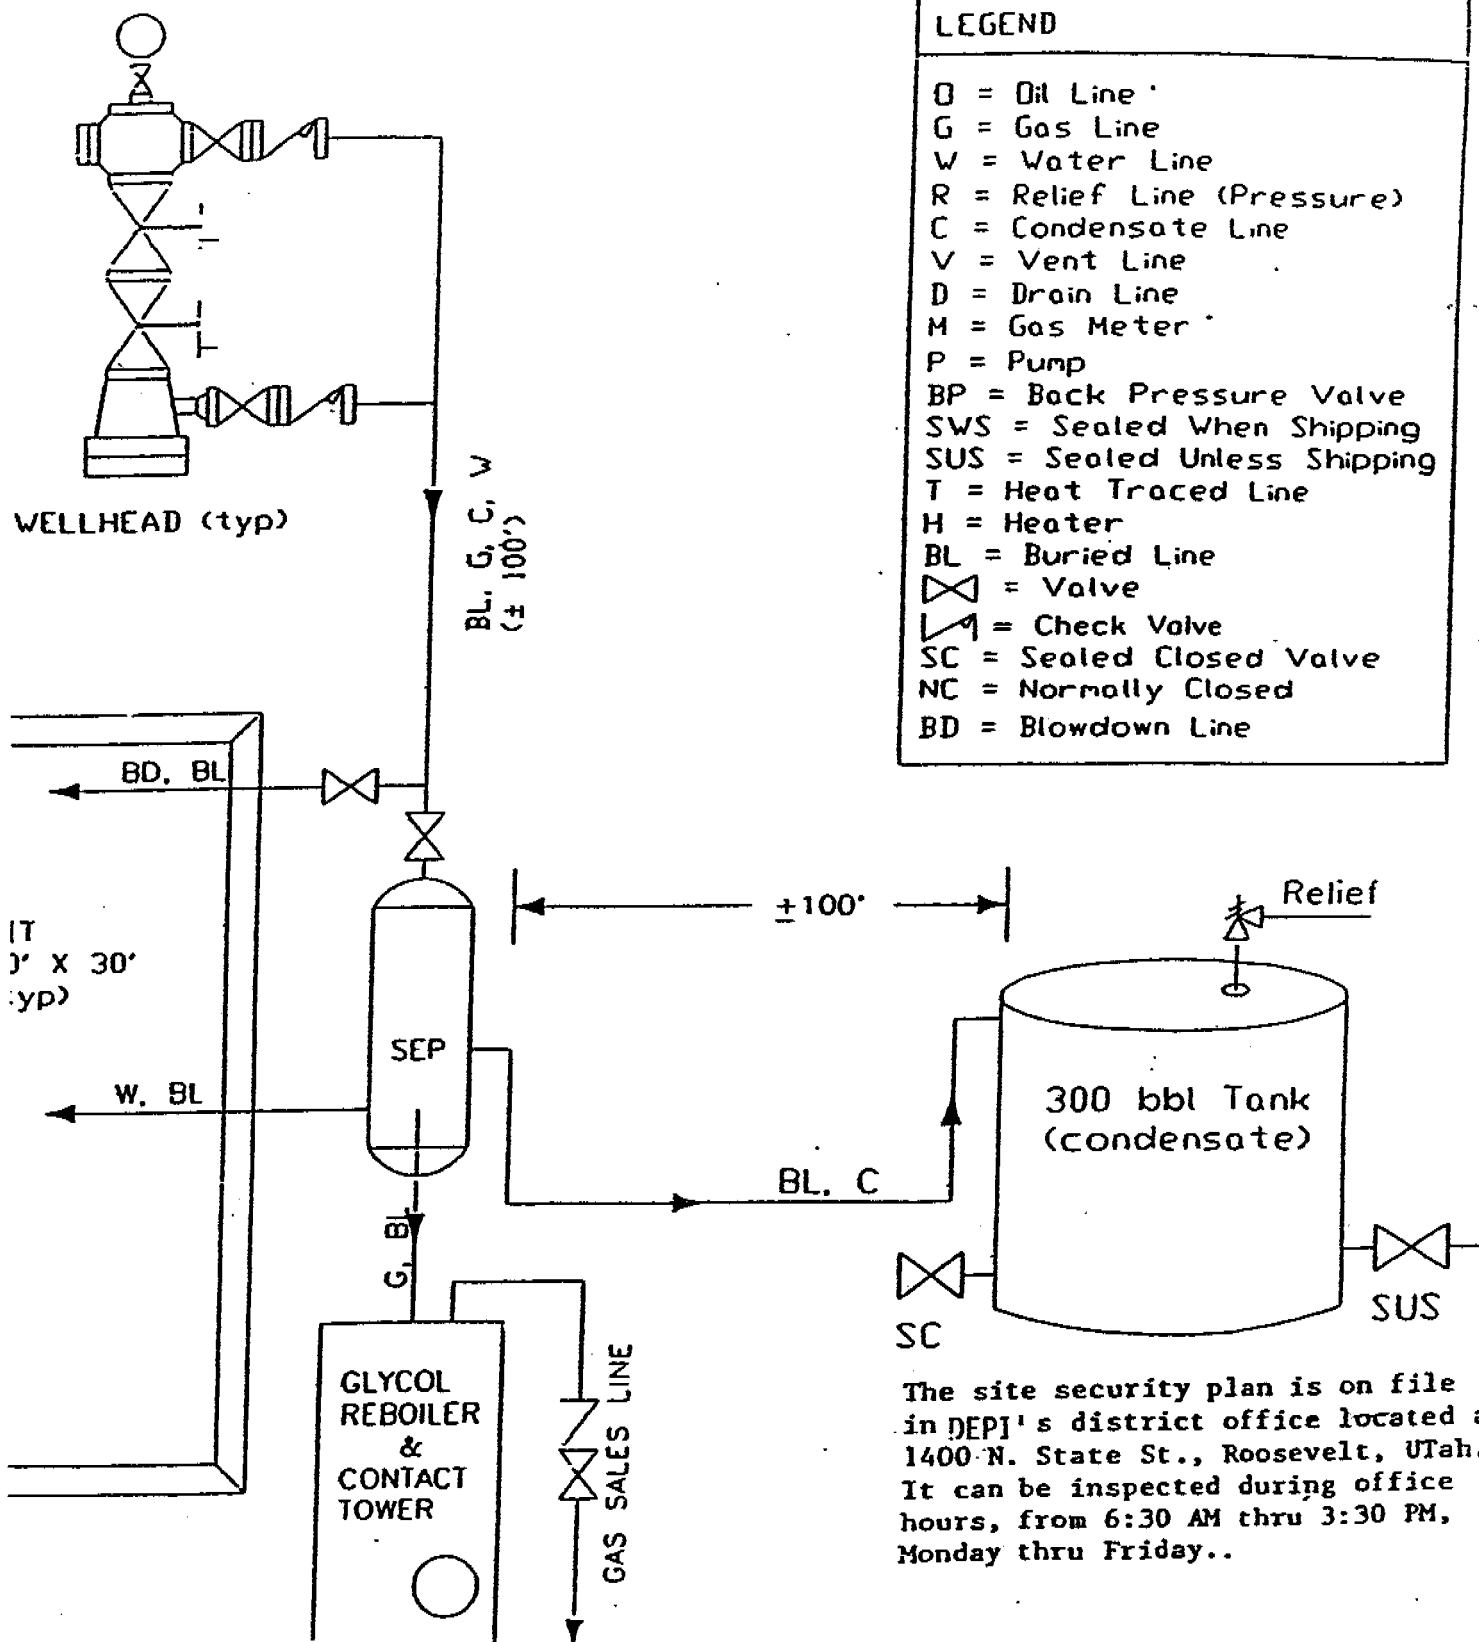 LEGEND
O = Oil Line
G = Gas Line
W = Water Line
R = Relief Line (Pressure)
C = Condensate Line
V = Vent Line
D = Drain Line
M = Gas Meter
P = Pump
BP = Back Pressure Valve
SWS = Sealed When Shipping
SUS = Sealed Unless Shipping
T = Heat Traced Line
H = Heater
BL = Buried Line
= Valve
= Check Valve
SC = Sealed Closed Valve
NC = Normally Closed
BD = Blowdown Line
WELLHEAD (typ)
BL, G, C, W
(± 100')
BD, BL
±100'
Relief
IT
0' X 30'
typ)
SEP
W. BL
300 bbl Tank
(condensate)
BL. C
G, BL
SC
SUS
GLYCOL
REBOILER
&
CONTACT
TOWER
GAS SALES LINE
The site security plan is on file
in DEPI's district office located a
1400 N. State St., Roosevelt, UTah.
It can be inspected during office
hours, from 6:30 AM thru 3:30 PM,
Monday thru Friday..